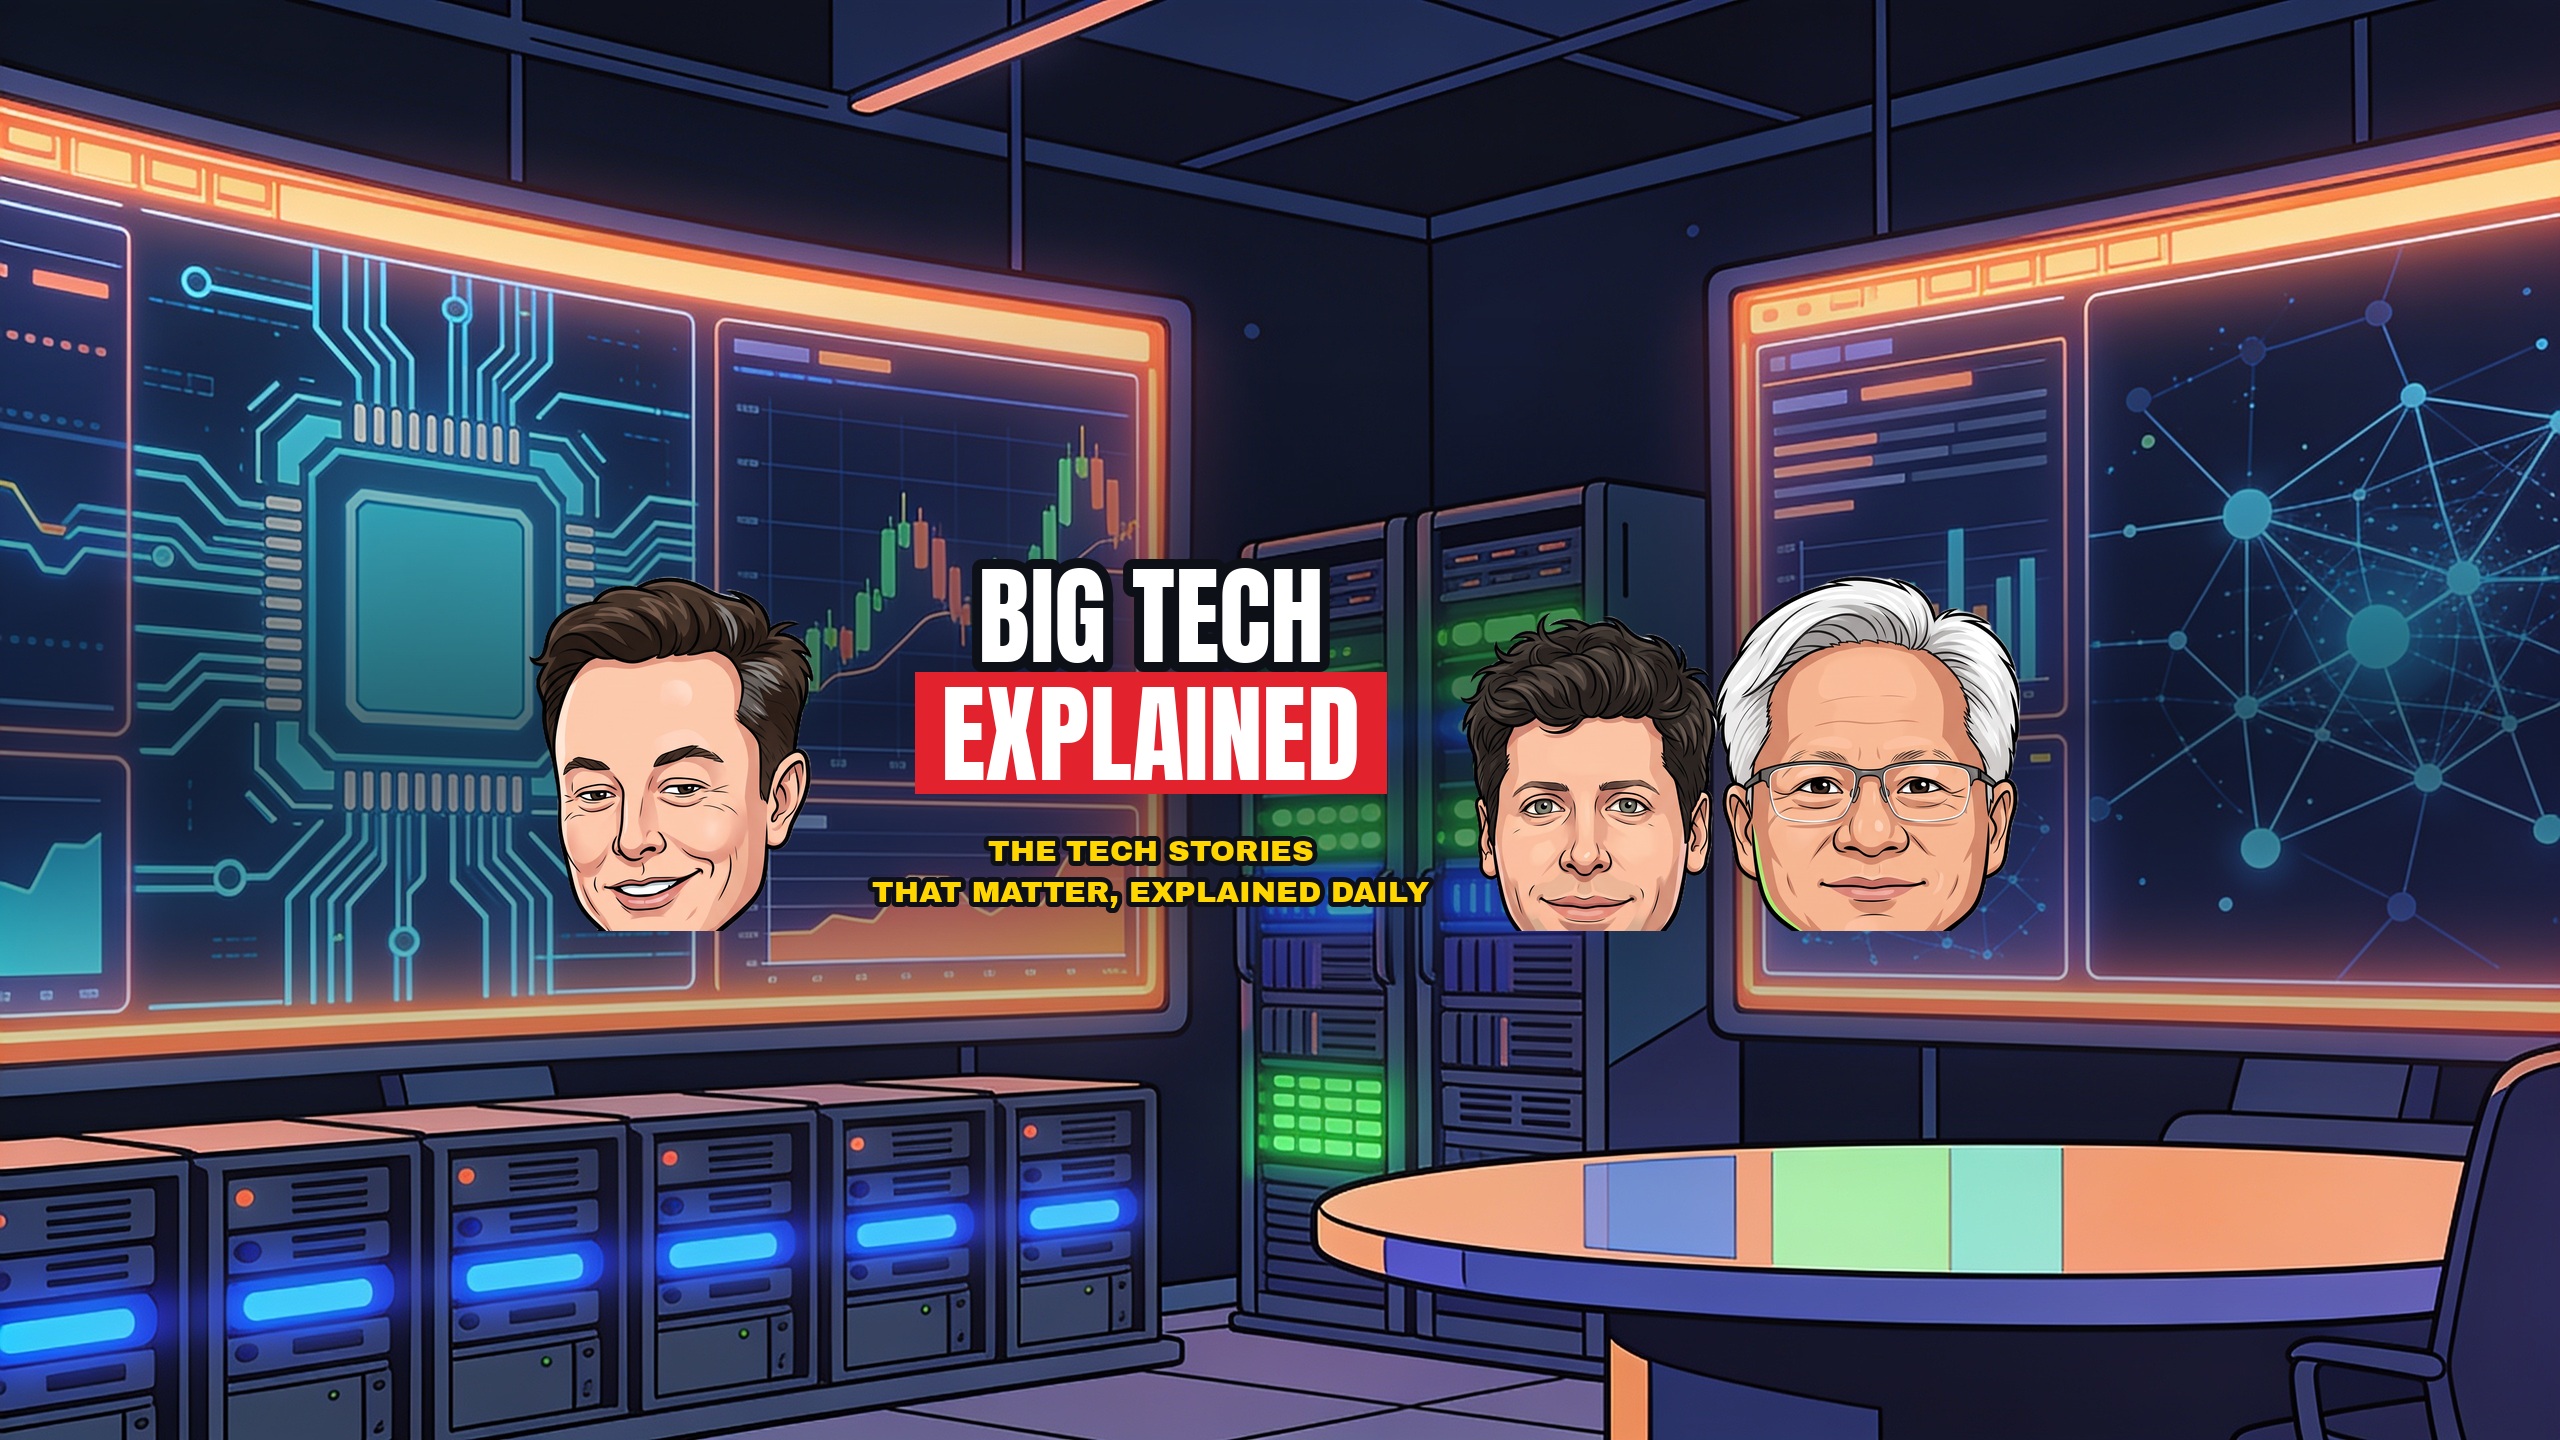 BIG TECH
EXPLAINED
THE TECH STORIES
THAT MATTER, EXPLAINED DAILY